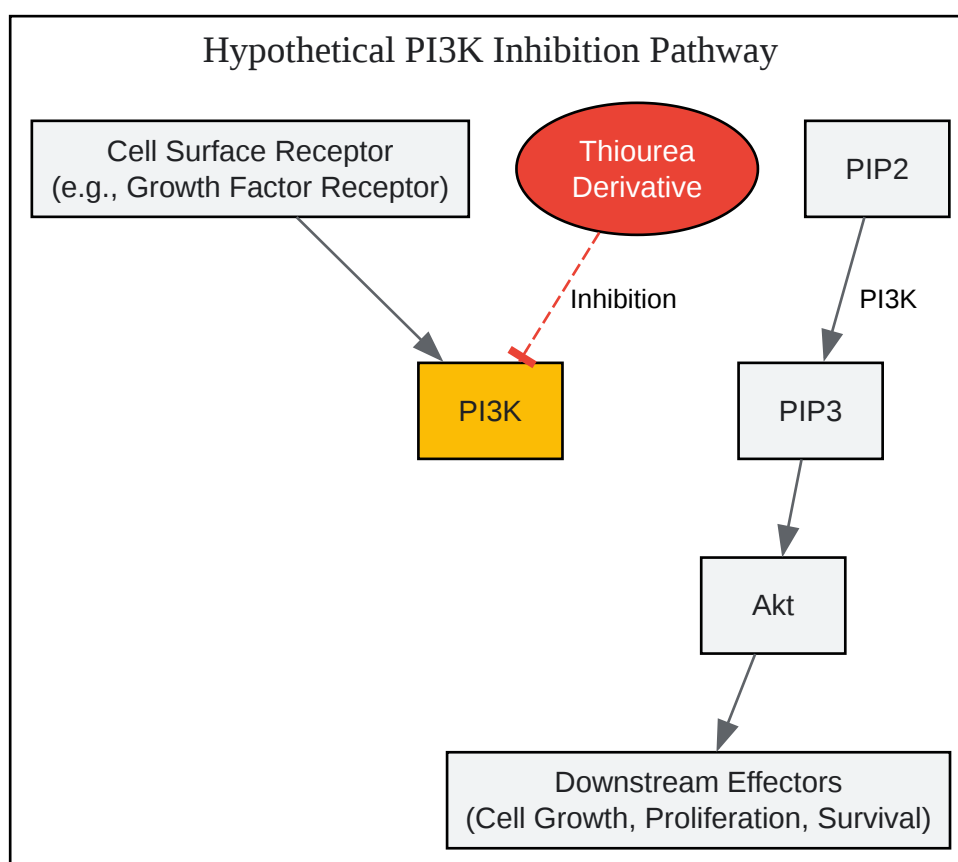 Hypothetical PI3K Inhibition Pathway
Cell Surface Receptor
(e.g., Growth Factor Receptor)
Thiourea
Derivative
PIP2
Inhibition
PI3K
PI3K
PIP3
Akt
Downstream Effectors
(Cell Growth, Proliferation, Survival)